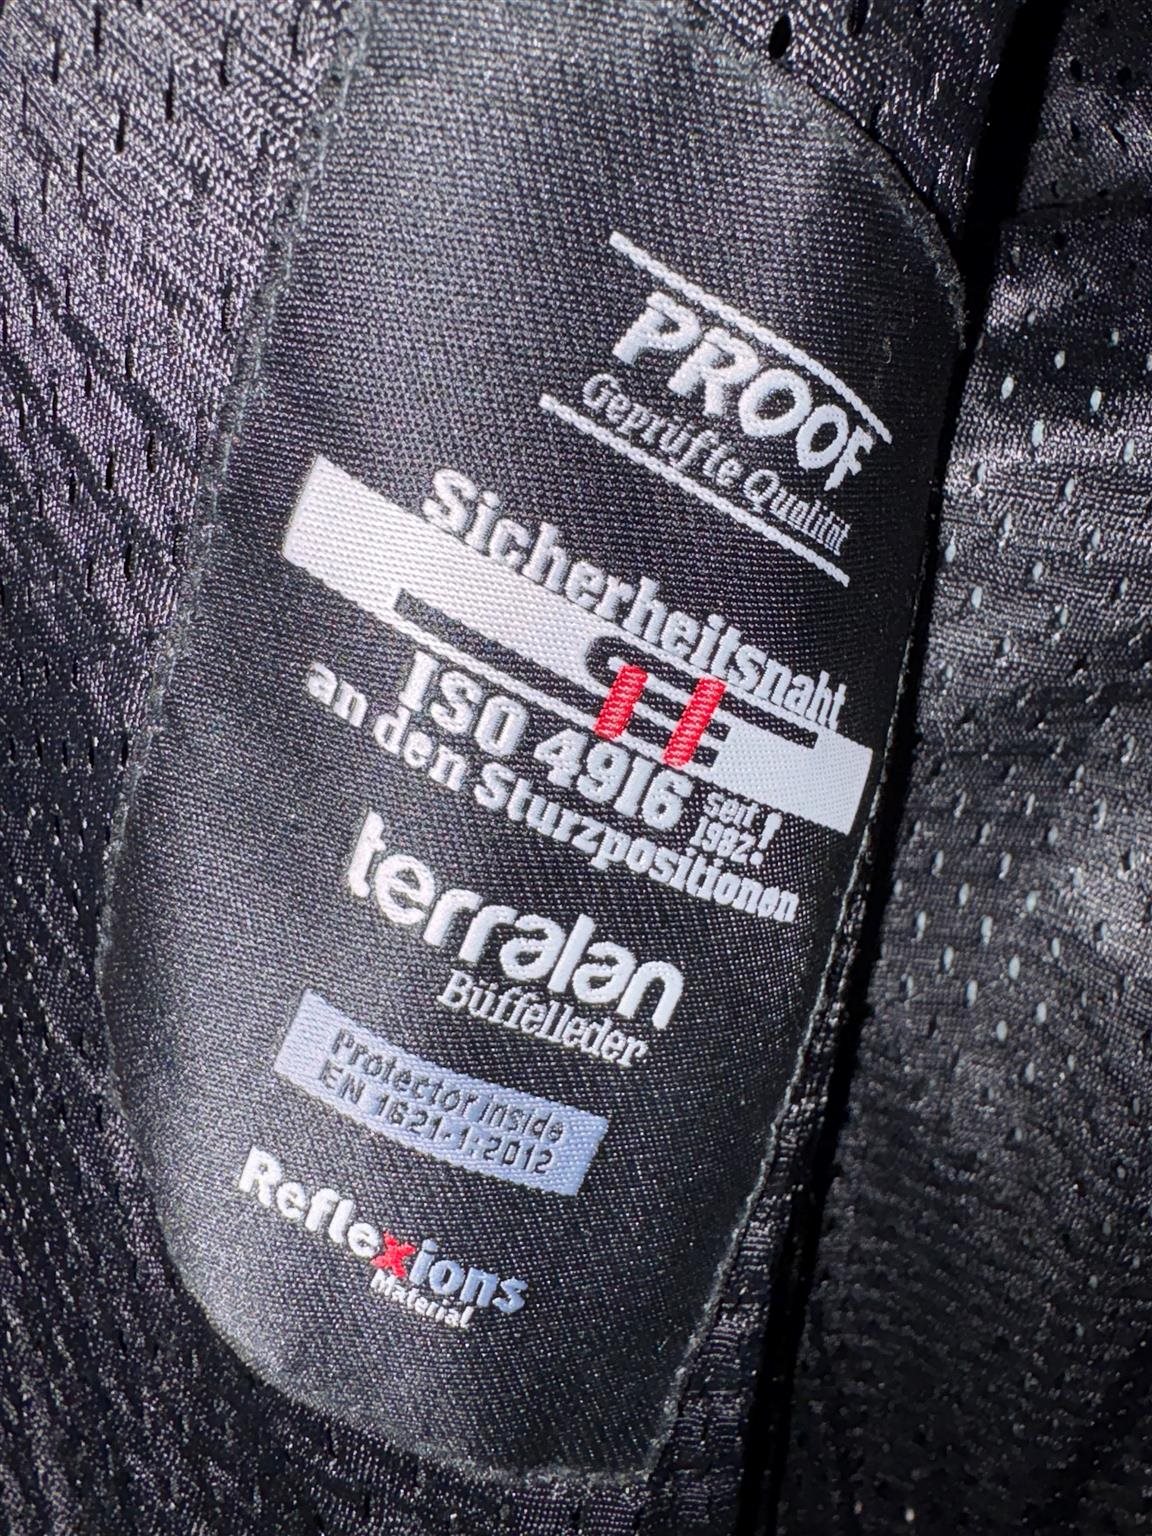 PROOF
Geprüfte Qualität
Sicherheitsnaht
ISO 4916 seit 1982!
an den Sturzpositionen
terralan
Büffelleder
Protector inside
EN 1621-1:2012
Reflexions
Material